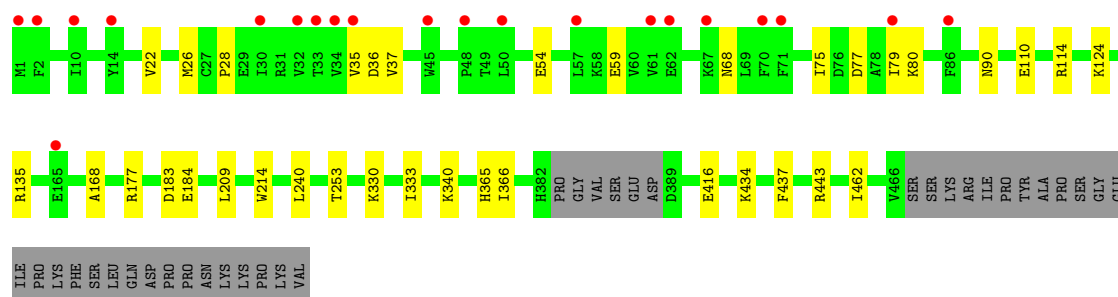 M1 F2 I10 Y14 V22 M26 C27 P28 E29 I30 R31 V32 T33 V34 V35 D36 V37 W45 P48 T49 L50 E54 L57 K58 E59 V60 V61 E62 K67 N68 L69 F70 F71 I75 D76 D77 A78 I79 K80 F86 N90 E110 R114 K124
R135 E165 A168 R177 D183 E184 L209 W214 L240 T253 K330 I333 K340 H365 I366 H382 PRO GLY VAL SER GLU ASP D389 E416 K434 F437 R443 I462 V466 SER SER LYS ARG ILE PRO TYR ALA PRO SER GLY GLU
ILE PRO LYS PHE SER LEU GLN ASP PRO PRO ASN LYS LYS PRO LYS VAL